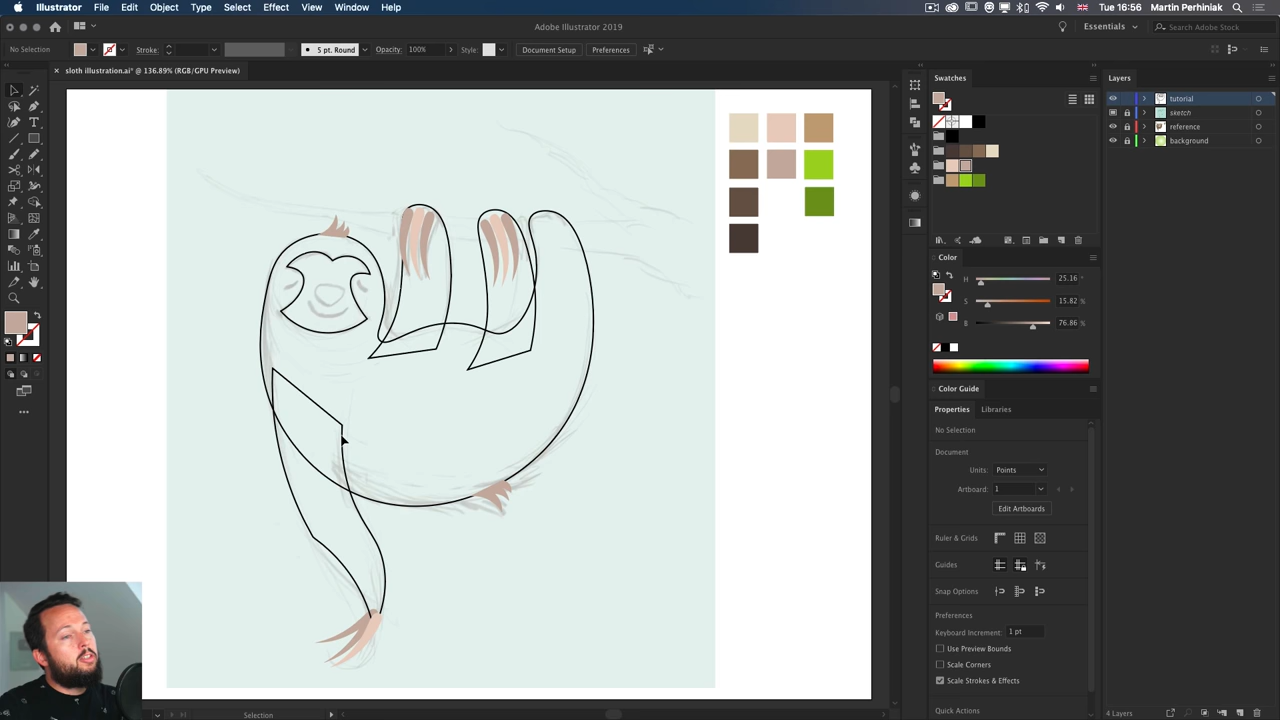 Illustrator File Edit Object Type Select Effect View Window Help
Tue 16:56 Martin Perhiniak
Adobe Illustrator 2019
Essentials
Search Adobe Stock
No Selection Stroke: 5 pt. Round Opacity: 100% Style: Document Setup Preferences
× sloth illustration.ai* @ 136.89% (RGB/GPU Preview)
Swatches
Layers
tutorial
sketch
reference
background
Color
H 25.16 °
S 15.82 %
B 76.86 %
Color Guide
Properties Libraries
No Selection
Document
Units: Points
Artboard: 1
Edit Artboards
Ruler & Grids
Guides
Snap Options
Preferences
Keyboard Increment: 1 pt
Use Preview Bounds
Scale Corners
Scale Strokes & Effects
Quick Actions
Selection
4 Layers